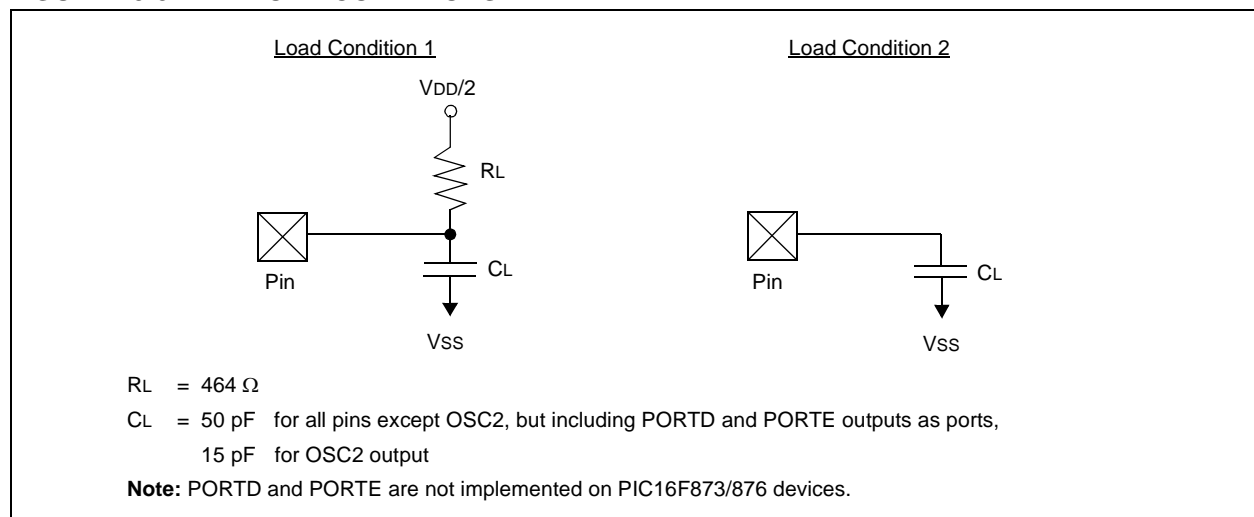 Load Condition 1
Load Condition 2
VDD/2
RL
Pin
CL
VSS
Pin
CL
VSS
RL = 464 Ω
CL = 50 pF for all pins except OSC2, but including PORTD and PORTE outputs as ports,
15 pF for OSC2 output
Note: PORTD and PORTE are not implemented on PIC16F873/876 devices.